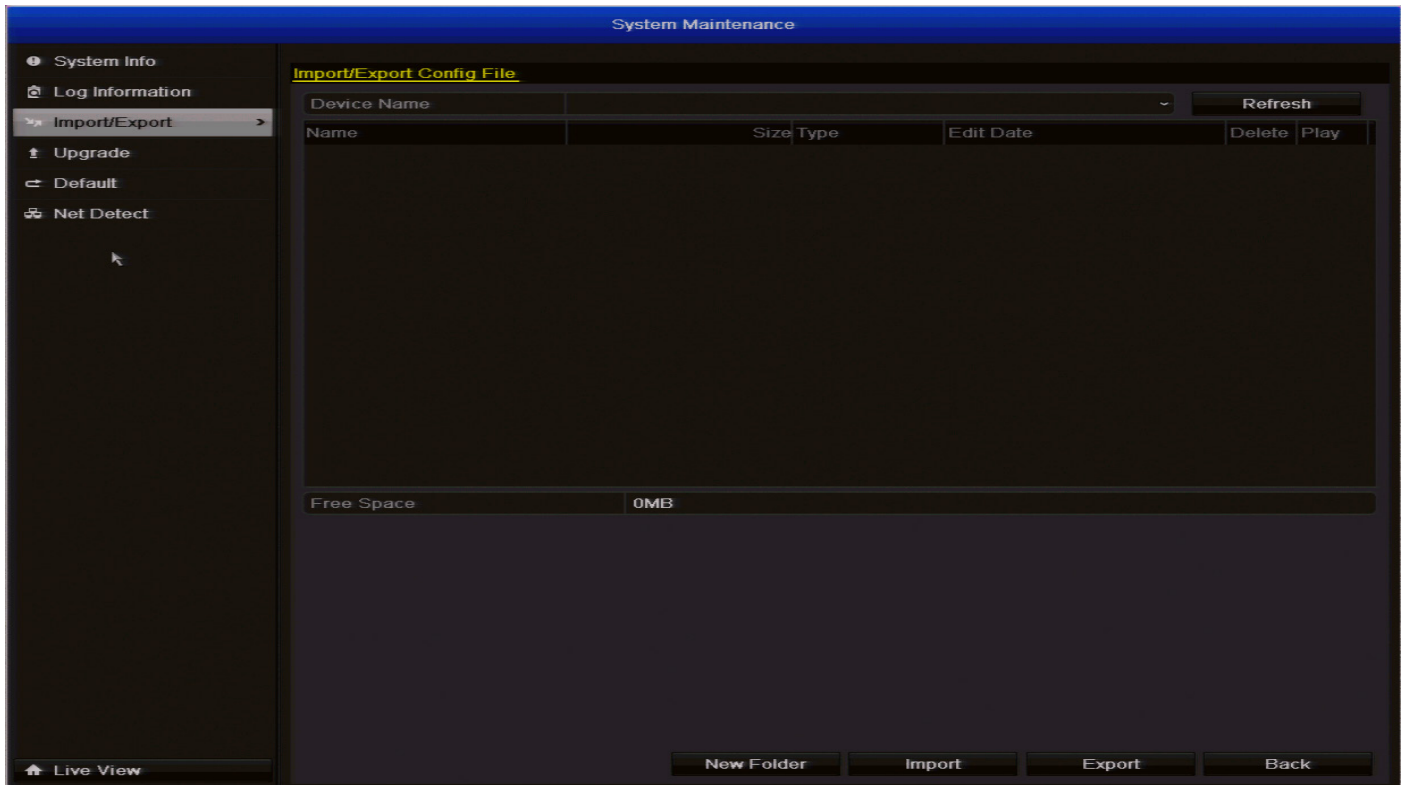 System Maintenance
System Info
Log Information
Import/Export
Upgrade
Default
Net Detect
Live View
Import/Export Config File
Device Name
Refresh
Name Size Type Edit Date Delete Play
Free Space 0MB
New Folder Import Export Back